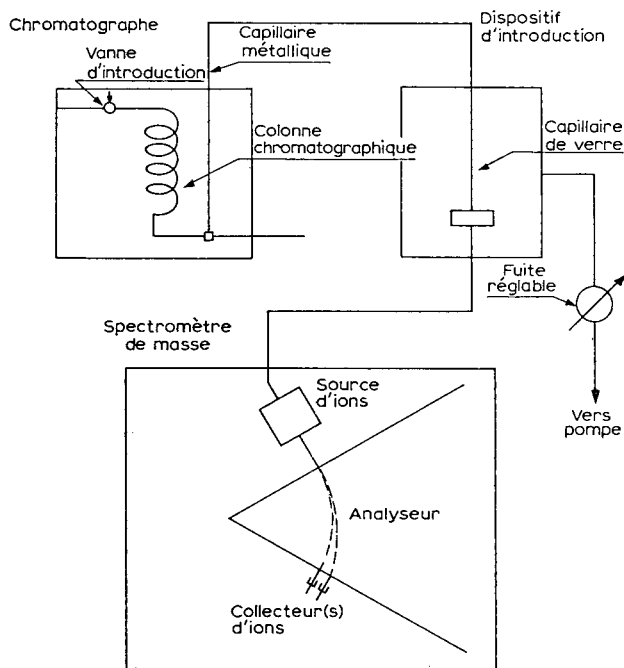 Chromatographe
Vanne
d'introduction
Capillaire
métallique
Dispositif
d'introduction
Colonne
chromatographique
Capillaire
de verre
Fuite
réglable
Vers
pompe
Spectromètre
de masse
Source
d'ions
Analyseur
Collecteur(s)
d'ions